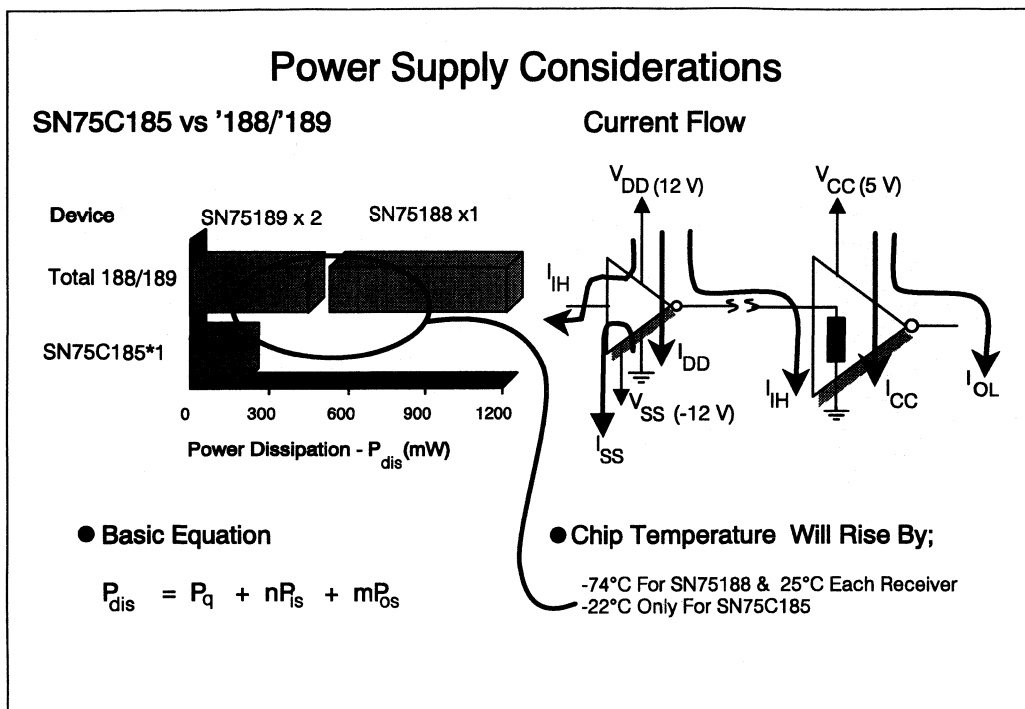 Power Supply Considerations
SN75C185 vs '188/'189
Current Flow
Device
SN75189 x 2
SN75188 x1
Total 188/189
SN75C185*1
0 300 600 900 1200
Power Dissipation - Pdis(mW)
VDD (12 V)
VCC (5 V)
IIH
IDD
VSS (-12 V)
ISS
IIH
ICC
IOL
● Basic Equation
Pdis = Pq + nPis + mPos
● Chip Temperature Will Rise By;
-74°C For SN75188 & 25°C Each Receiver
-22°C Only For SN75C185